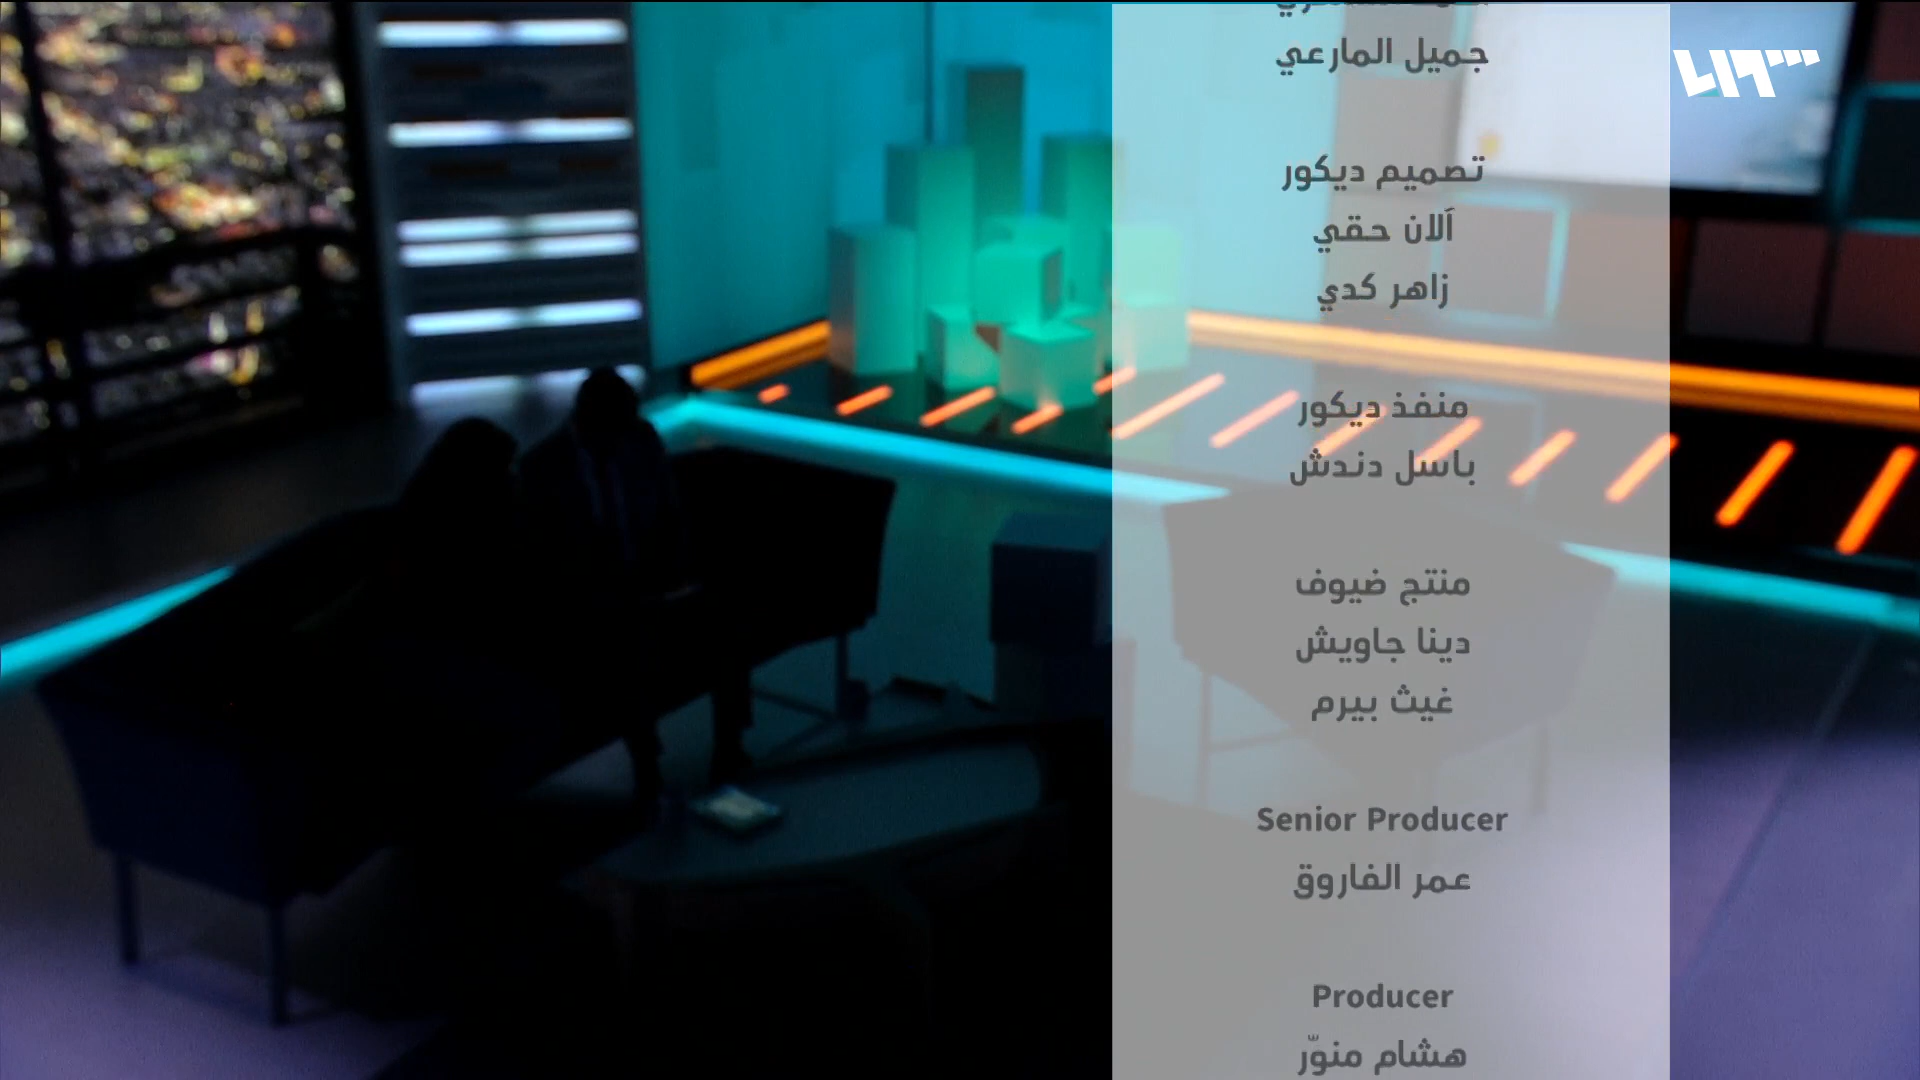 جميل المارعي
تصميم ديكور
آلان حقي
زاهر كدي
منفذ ديكور
باسل دندش
منتج ضيوف
دينا جاويش
غيث بيرم
Senior Producer
عمر الفاروق
Producer
هشام منوّر